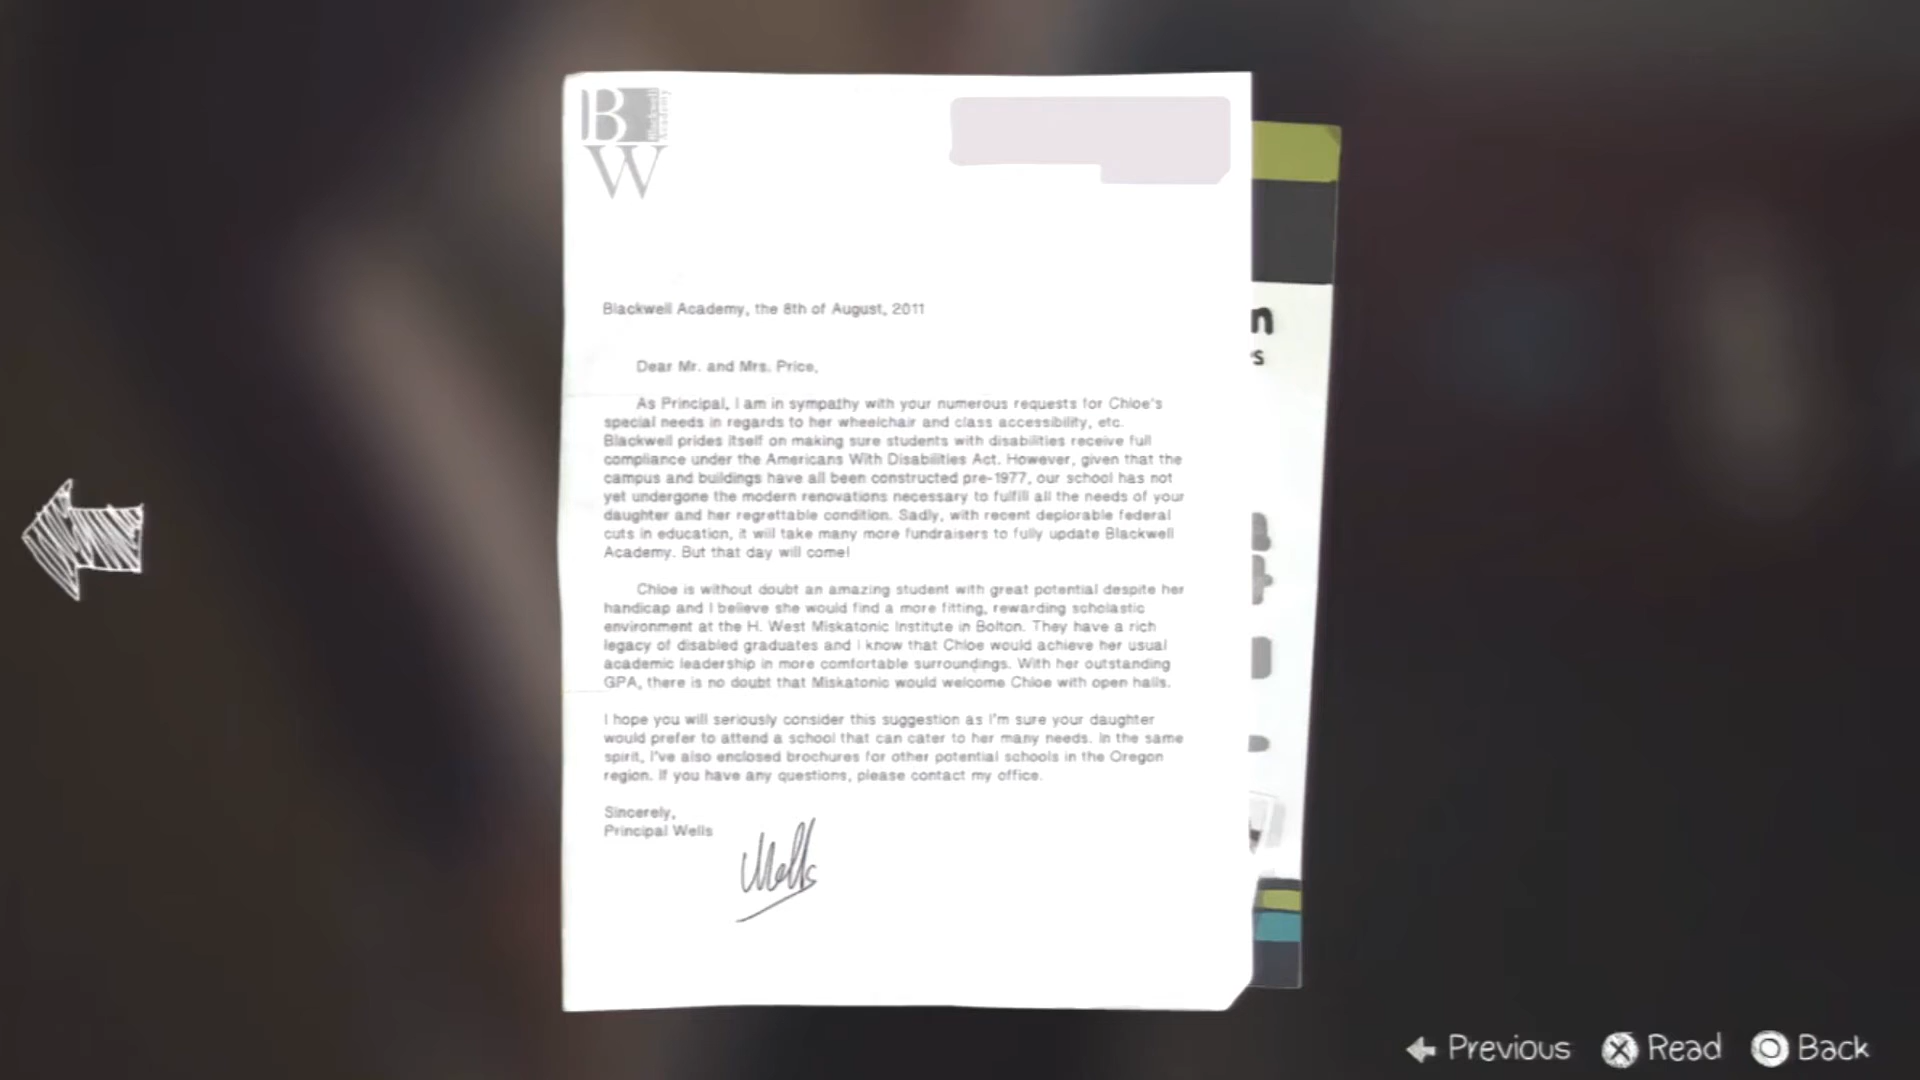 B
Blackwell
Academy
W
Blackwell Academy, the 8th of August, 2011
Dear Mr. and Mrs. Price,
As Principal, I am in sympathy with your numerous requests for Chloe's
special needs in regards to her wheelchair and class accessibility, etc.
Blackwell prides itself on making sure students with disabilities receive full
compliance under the Americans With Disabilities Act. However, given that the
campus and buildings have all been constructed pre-1977, our school has not
yet undergone the modern renovations necessary to fulfill all the needs of your
daughter and her regrettable condition. Sadly, with recent deplorable federal
cuts in education, it will take many more fundraisers to fully update Blackwell
Academy. But that day will come!
Chloe is without doubt an amazing student with great potential despite her
handicap and I believe she would find a more fitting, rewarding scholastic
environment at the H. West Miskatonic Institute in Bolton. They have a rich
legacy of disabled graduates and I know that Chloe would achieve her usual
academic leadership in more comfortable surroundings. With her outstanding
GPA, there is no doubt that Miskatonic would welcome Chloe with open halls.
I hope you will seriously consider this suggestion as I'm sure your daughter
would prefer to attend a school that can cater to her many needs. In the same
spirit, I've also enclosed brochures for other potential schools in the Oregon
region. If you have any questions, please contact my office.
Sincerely,
Principal Wells
Wells
n
s
Previous
Read
Back